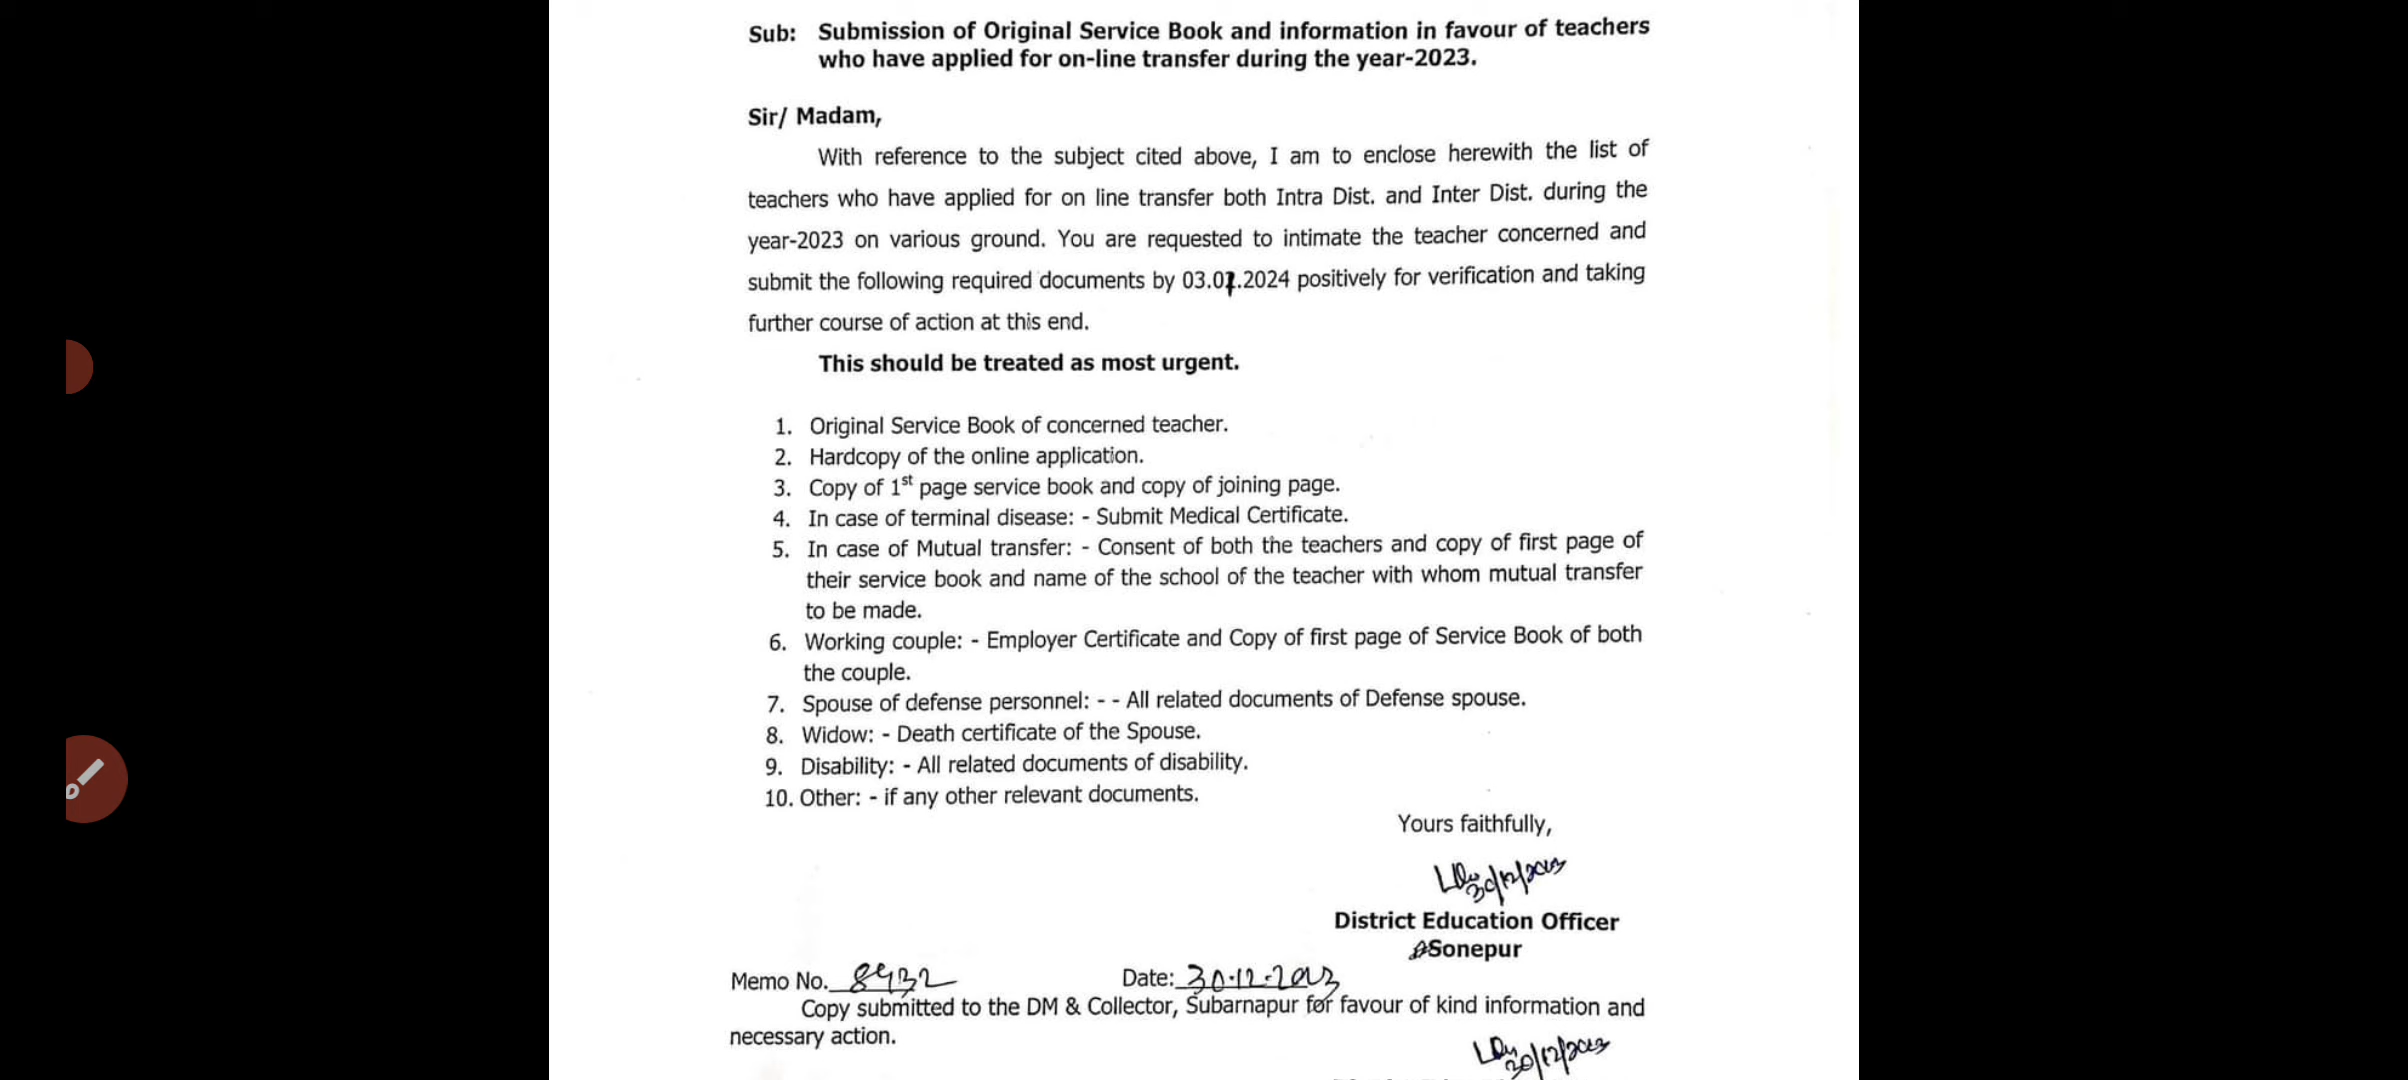 Sub: Submission of Original Service Book and information in favour of teachers
who have applied for on-line transfer during the year-2023.
Sir/ Madam,
With reference to the subject cited above, I am to enclose herewith the list of
teachers who have applied for on line transfer both Intra Dist. and Inter Dist. during the
year-2023 on various ground. You are requested to intimate the teacher concerned and
submit the following required documents by 03.01.2024 positively for verification and taking
further course of action at this end.
This should be treated as most urgent.
1. Original Service Book of concerned teacher.
2. Hardcopy of the online application.
3. Copy of 1st page service book and copy of joining page.
4. In case of terminal disease: - Submit Medical Certificate.
5. In case of Mutual transfer: - Consent of both the teachers and copy of first page of
their service book and name of the school of the teacher with whom mutual transfer
to be made.
6. Working couple: - Employer Certificate and Copy of first page of Service Book of both
the couple.
7. Spouse of defense personnel: - - All related documents of Defense spouse.
8. Widow: - Death certificate of the Spouse.
9. Disability: - All related documents of disability.
10. Other: - if any other relevant documents.
Yours faithfully,
30/12/2023
District Education Officer
Sonepur
Memo No. 8432 Date: 30.12.2023
Copy submitted to the DM & Collector, Subarnapur for favour of kind information and
necessary action.